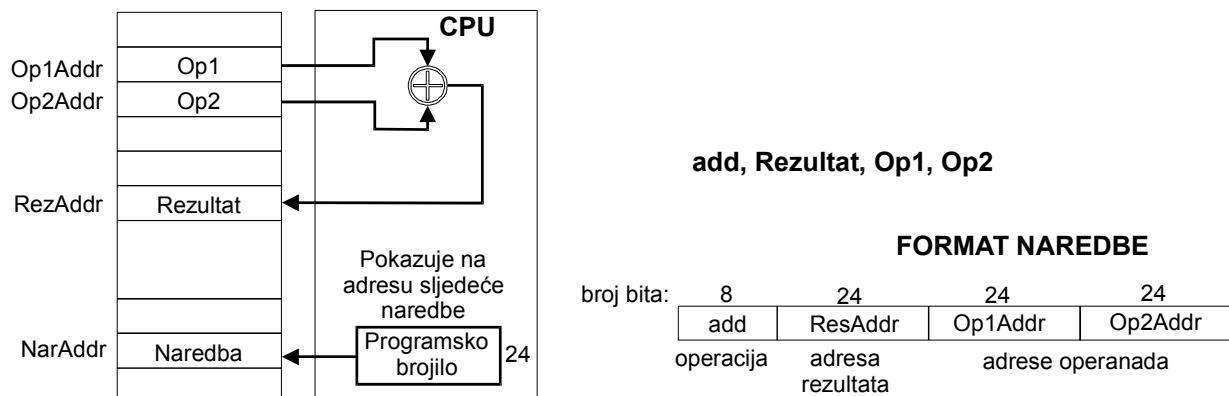 CPU
Op1Addr
Op1
Op2Addr
Op2
RezAddr
Rezultat
Pokazuje na
adresu sljedeće
naredbe
NarAddr
Naredba
Programsko
brojilo
24
add, Rezultat, Op1, Op2
FORMAT NAREDBE
broj bita: 8 24 24 24
add ResAddr Op1Addr Op2Addr
operacija adresa adrese operanada
rezultata